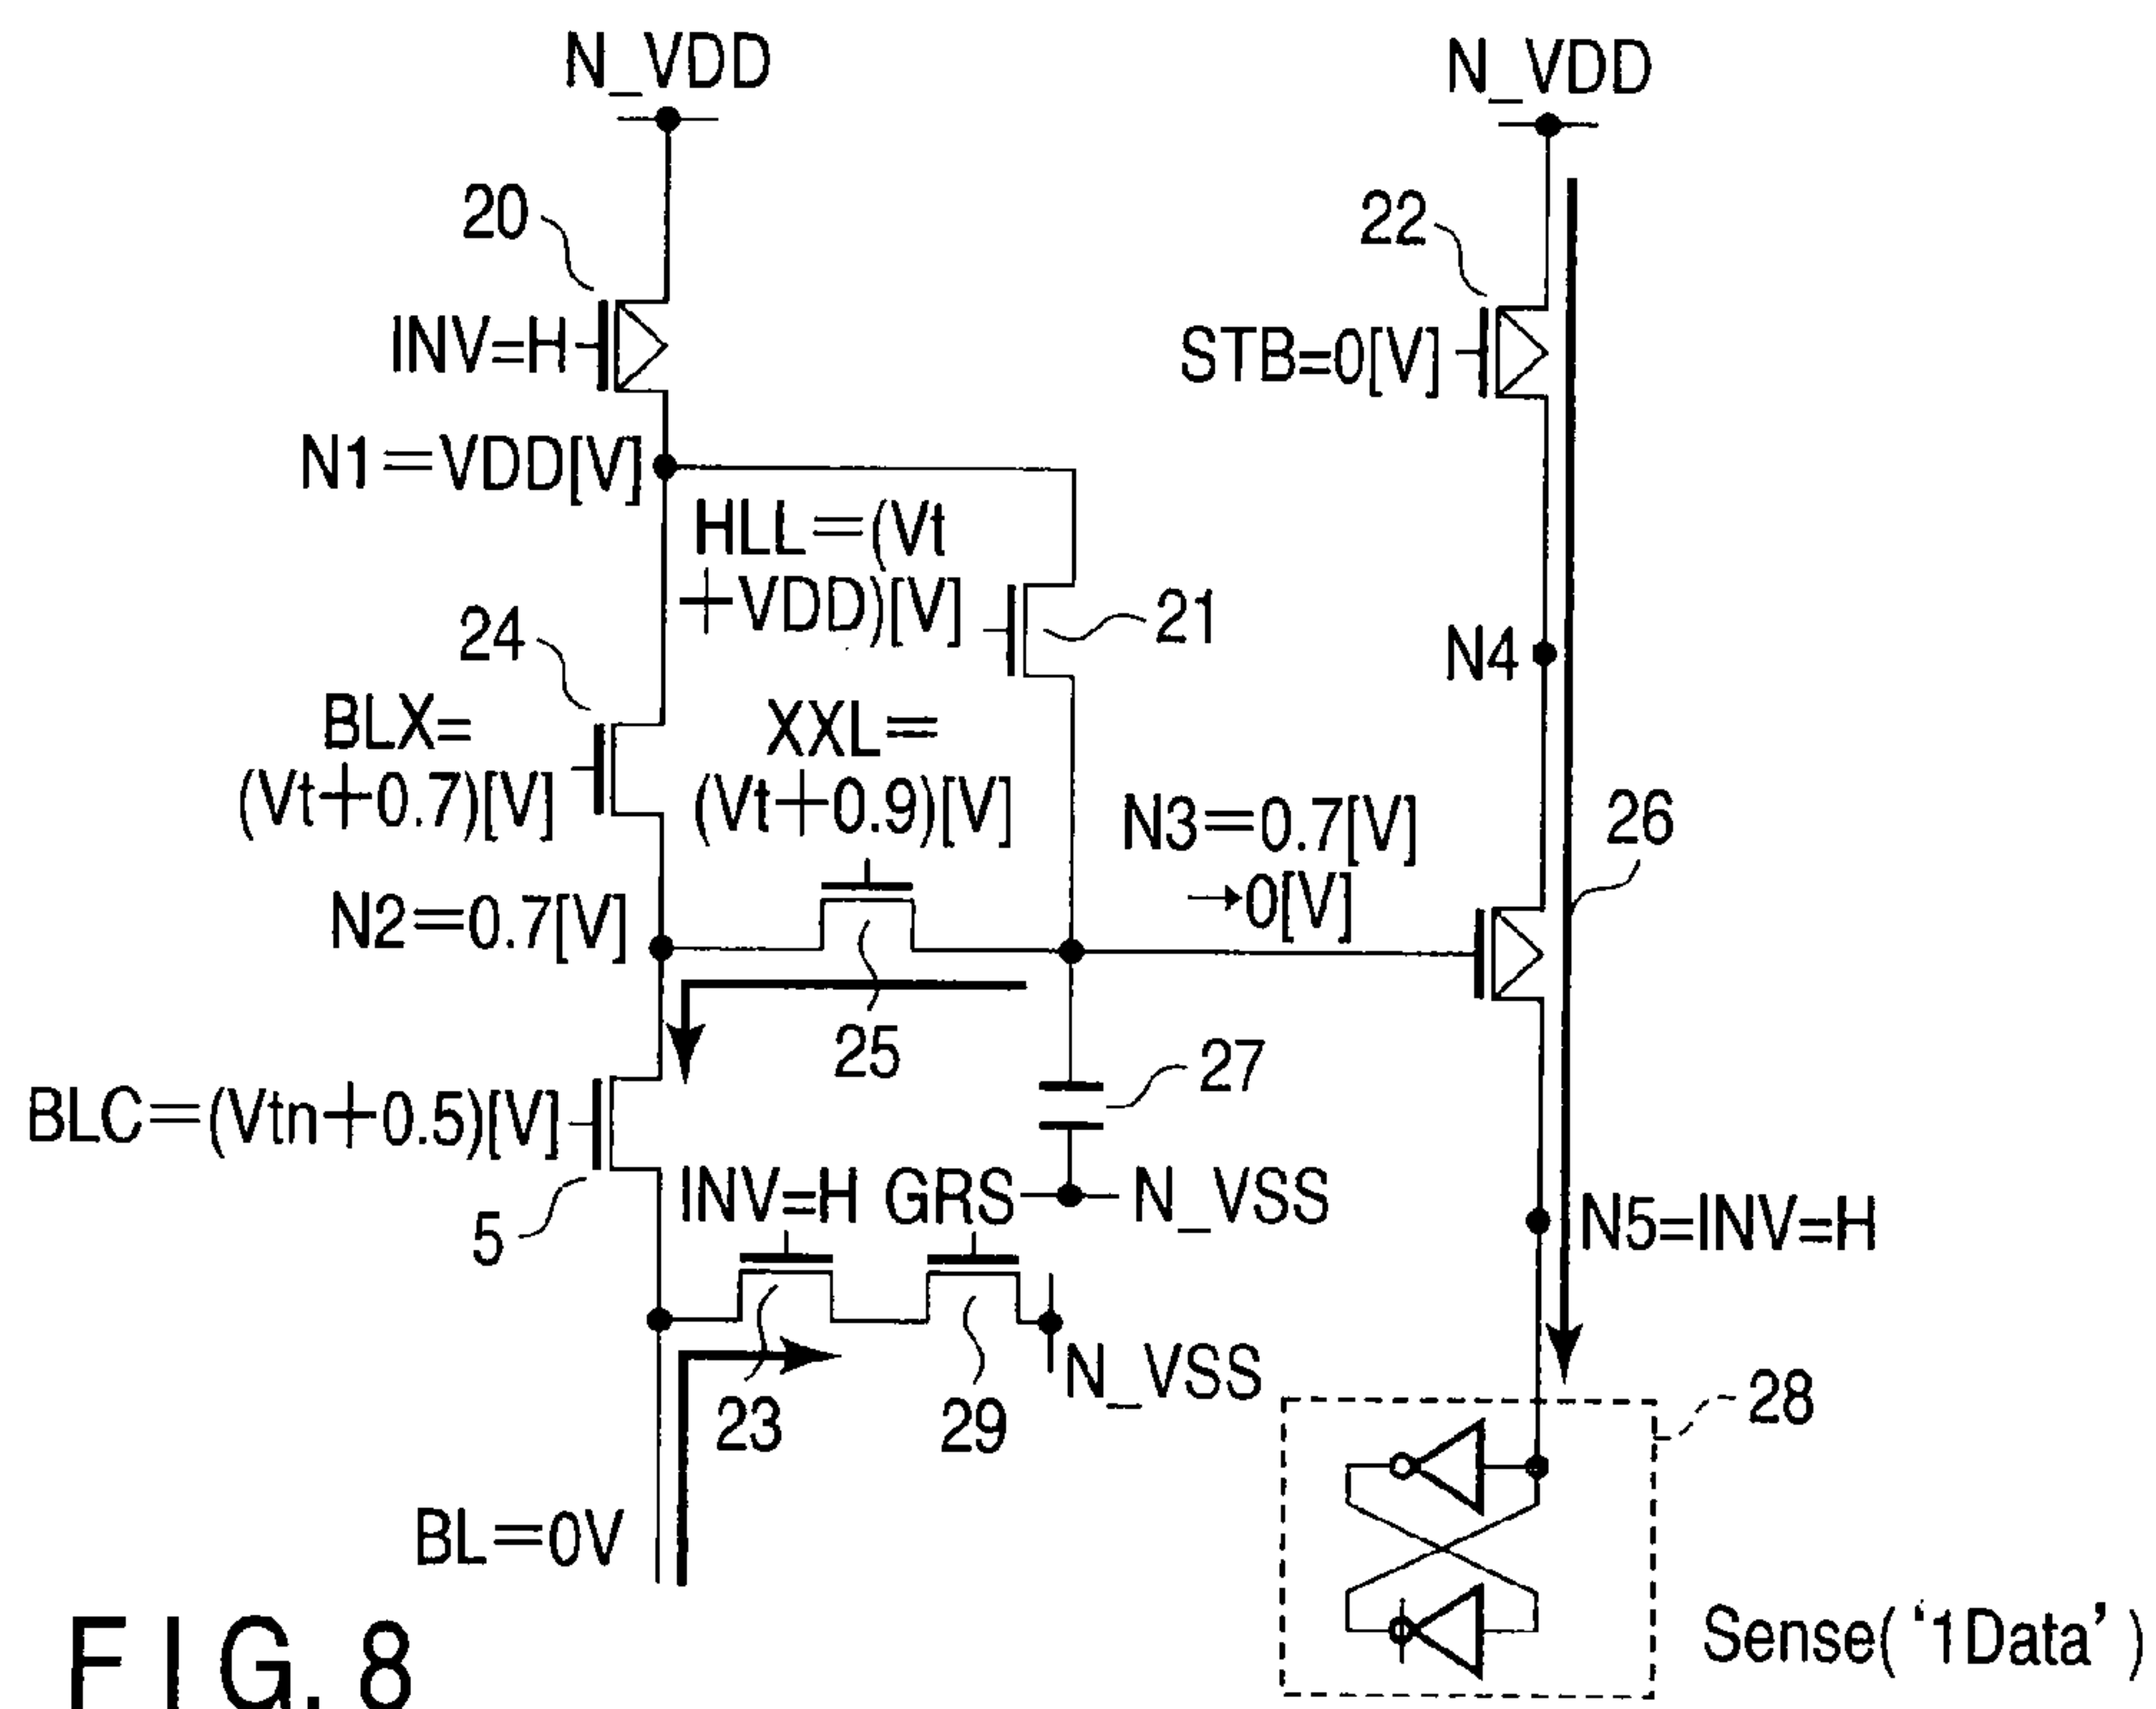 N_VDD
N_VDD
20
22
INV=H
STB=0[V]
N1=VDD[V]
HLL=(Vt
+VDD)[V]
21
24
N4
BLX=
(Vt+0.7)[V]
XXL=
(Vt+0.9)[V]
N3=0.7[V]
→0[V]
26
N2=0.7[V]
25
27
BLC=(Vtn+0.5)[V]
INV=H
GRS
N_VSS
N5=INV=H
5
N_VSS
23
29
28
BL=0V
FIG. 8
Sense('1Data')